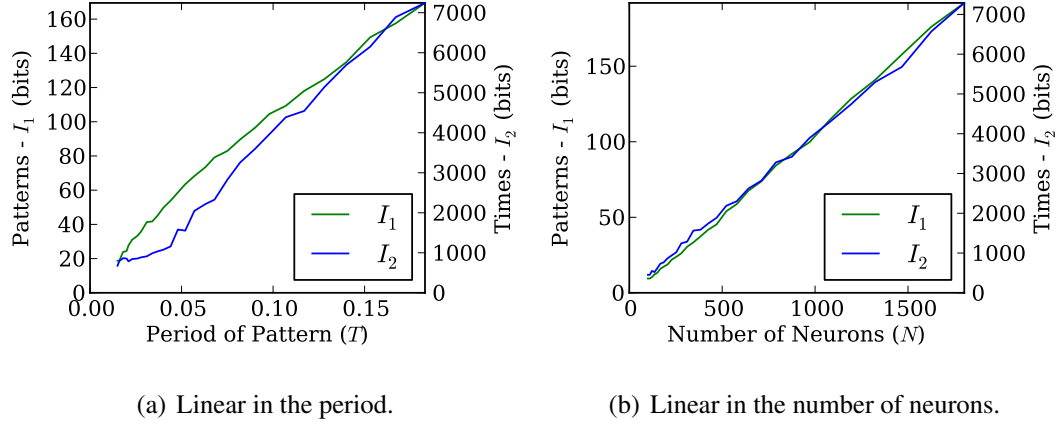 160
140
120
100
80
60
40
20
0
Patterns - I₁ (bits)
7000
6000
5000
4000
3000
2000
1000
0
Times - I₂ (bits)
I₁
I₂
0.00 0.05 0.10 0.15
Period of Pattern (T)
(a) Linear in the period.
150
100
50
0
Patterns - I₁ (bits)
7000
6000
5000
4000
3000
2000
1000
0
Times - I₂ (bits)
I₁
I₂
0 500 1000 1500
Number of Neurons (N)
(b) Linear in the number of neurons.